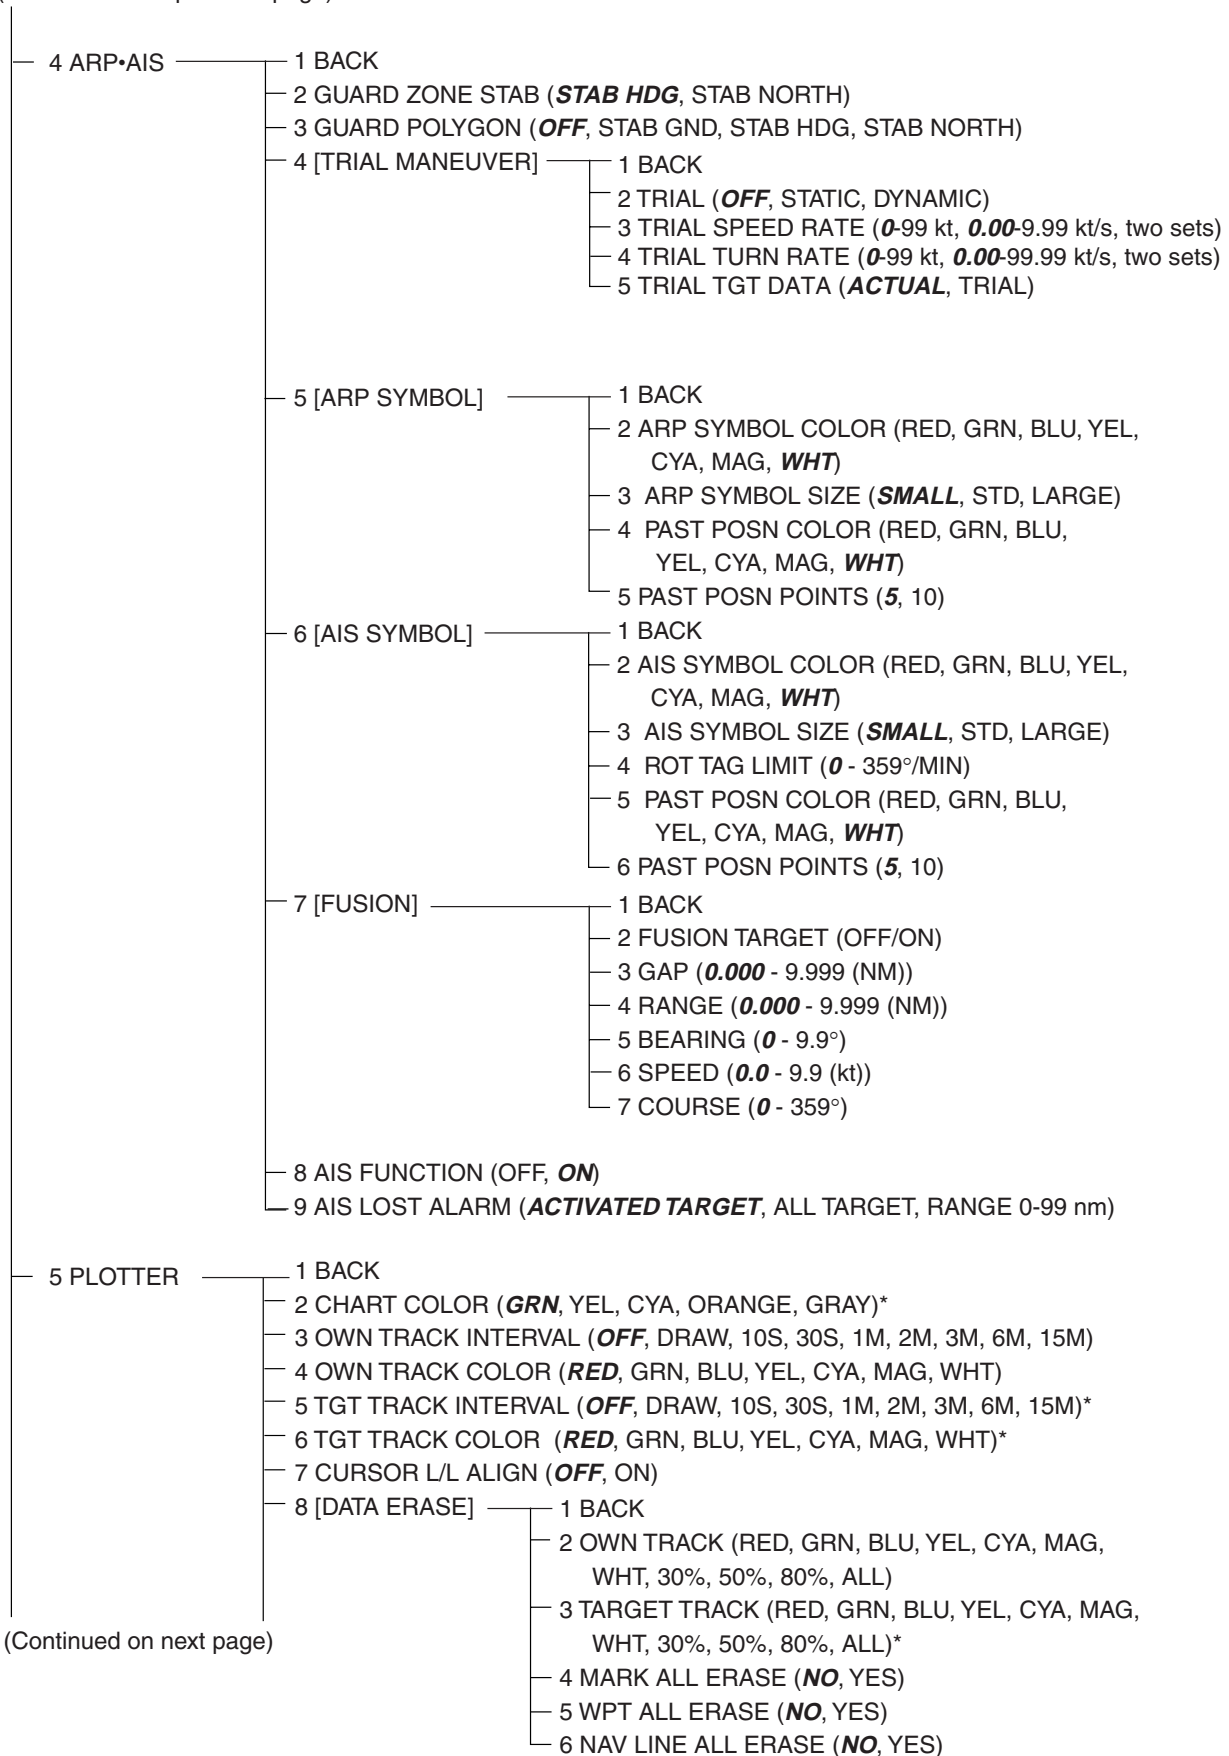 4 ARP•AIS
1 BACK
2 GUARD ZONE STAB (STAB HDG, STAB NORTH)
3 GUARD POLYGON (OFF, STAB GND, STAB HDG, STAB NORTH)
4 [TRIAL MANEUVER]
1 BACK
2 TRIAL (OFF, STATIC, DYNAMIC)
3 TRIAL SPEED RATE (0-99 kt, 0.00-9.99 kt/s, two sets)
4 TRIAL TURN RATE (0-99 kt, 0.00-99.99 kt/s, two sets)
5 TRIAL TGT DATA (ACTUAL, TRIAL)
5 [ARP SYMBOL]
1 BACK
2 ARP SYMBOL COLOR (RED, GRN, BLU, YEL,
CYA, MAG, WHT)
3 ARP SYMBOL SIZE (SMALL, STD, LARGE)
4 PAST POSN COLOR (RED, GRN, BLU,
YEL, CYA, MAG, WHT)
5 PAST POSN POINTS (5, 10)
6 [AIS SYMBOL]
1 BACK
2 AIS SYMBOL COLOR (RED, GRN, BLU, YEL,
CYA, MAG, WHT)
3 AIS SYMBOL SIZE (SMALL, STD, LARGE)
4 ROT TAG LIMIT (0 - 359°/MIN)
5 PAST POSN COLOR (RED, GRN, BLU,
YEL, CYA, MAG, WHT)
6 PAST POSN POINTS (5, 10)
7 [FUSION]
1 BACK
2 FUSION TARGET (OFF/ON)
3 GAP (0.000 - 9.999 (NM))
4 RANGE (0.000 - 9.999 (NM))
5 BEARING (0 - 9.9°)
6 SPEED (0.0 - 9.9 (kt))
7 COURSE (0 - 359°)
8 AIS FUNCTION (OFF, ON)
9 AIS LOST ALARM (ACTIVATED TARGET, ALL TARGET, RANGE 0-99 nm)
5 PLOTTER
1 BACK
2 CHART COLOR (GRN, YEL, CYA, ORANGE, GRAY)*
3 OWN TRACK INTERVAL (OFF, DRAW, 10S, 30S, 1M, 2M, 3M, 6M, 15M)
4 OWN TRACK COLOR (RED, GRN, BLU, YEL, CYA, MAG, WHT)
5 TGT TRACK INTERVAL (OFF, DRAW, 10S, 30S, 1M, 2M, 3M, 6M, 15M)*
6 TGT TRACK COLOR (RED, GRN, BLU, YEL, CYA, MAG, WHT)*
7 CURSOR L/L ALIGN (OFF, ON)
8 [DATA ERASE]
1 BACK
2 OWN TRACK (RED, GRN, BLU, YEL, CYA, MAG,
WHT, 30%, 50%, 80%, ALL)
3 TARGET TRACK (RED, GRN, BLU, YEL, CYA, MAG,
WHT, 30%, 50%, 80%, ALL)*
4 MARK ALL ERASE (NO, YES)
5 WPT ALL ERASE (NO, YES)
6 NAV LINE ALL ERASE (NO, YES)
(Continued on next page)